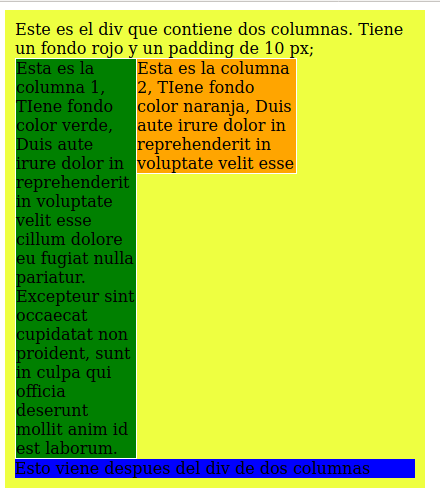 Este es el div que contiene dos columnas. Tiene
un fondo rojo y un padding de 10 px;
Esta es la
columna 1,
TIene fondo
color verde,
Duis aute
irure dolor in
reprehenderit
in voluptate
velit esse
cillum dolore
eu fugiat nulla
pariatur.
Excepteur sint
occaecat
cupidatat non
proident, sunt
in culpa qui
officia
deserunt
mollit anim id
est laborum.
Esta es la columna
2, TIene fondo
color naranja, Duis
aute irure dolor in
reprehenderit in
voluptate velit esse
Esto viene despues del div de dos columnas.